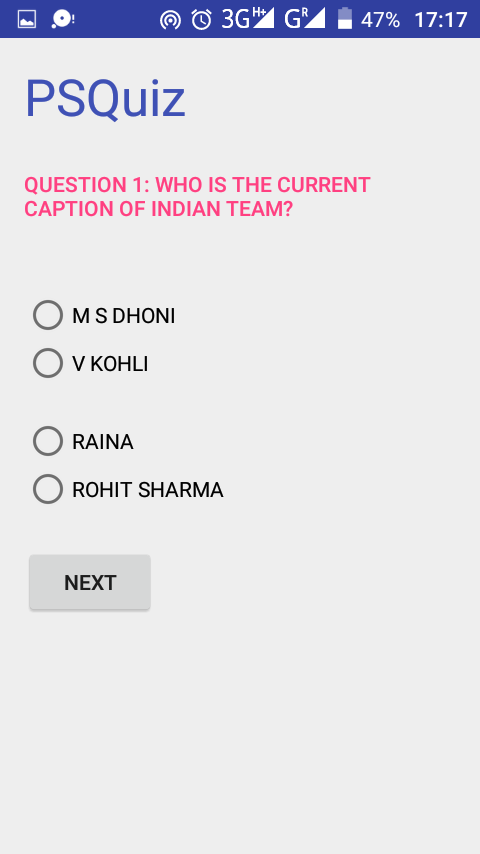 3G H+ G R 47% 17:17
PSQuiz
QUESTION 1: WHO IS THE CURRENT
CAPTION OF INDIAN TEAM?
M S DHONI
V KOHLI
RAINA
ROHIT SHARMA
NEXT